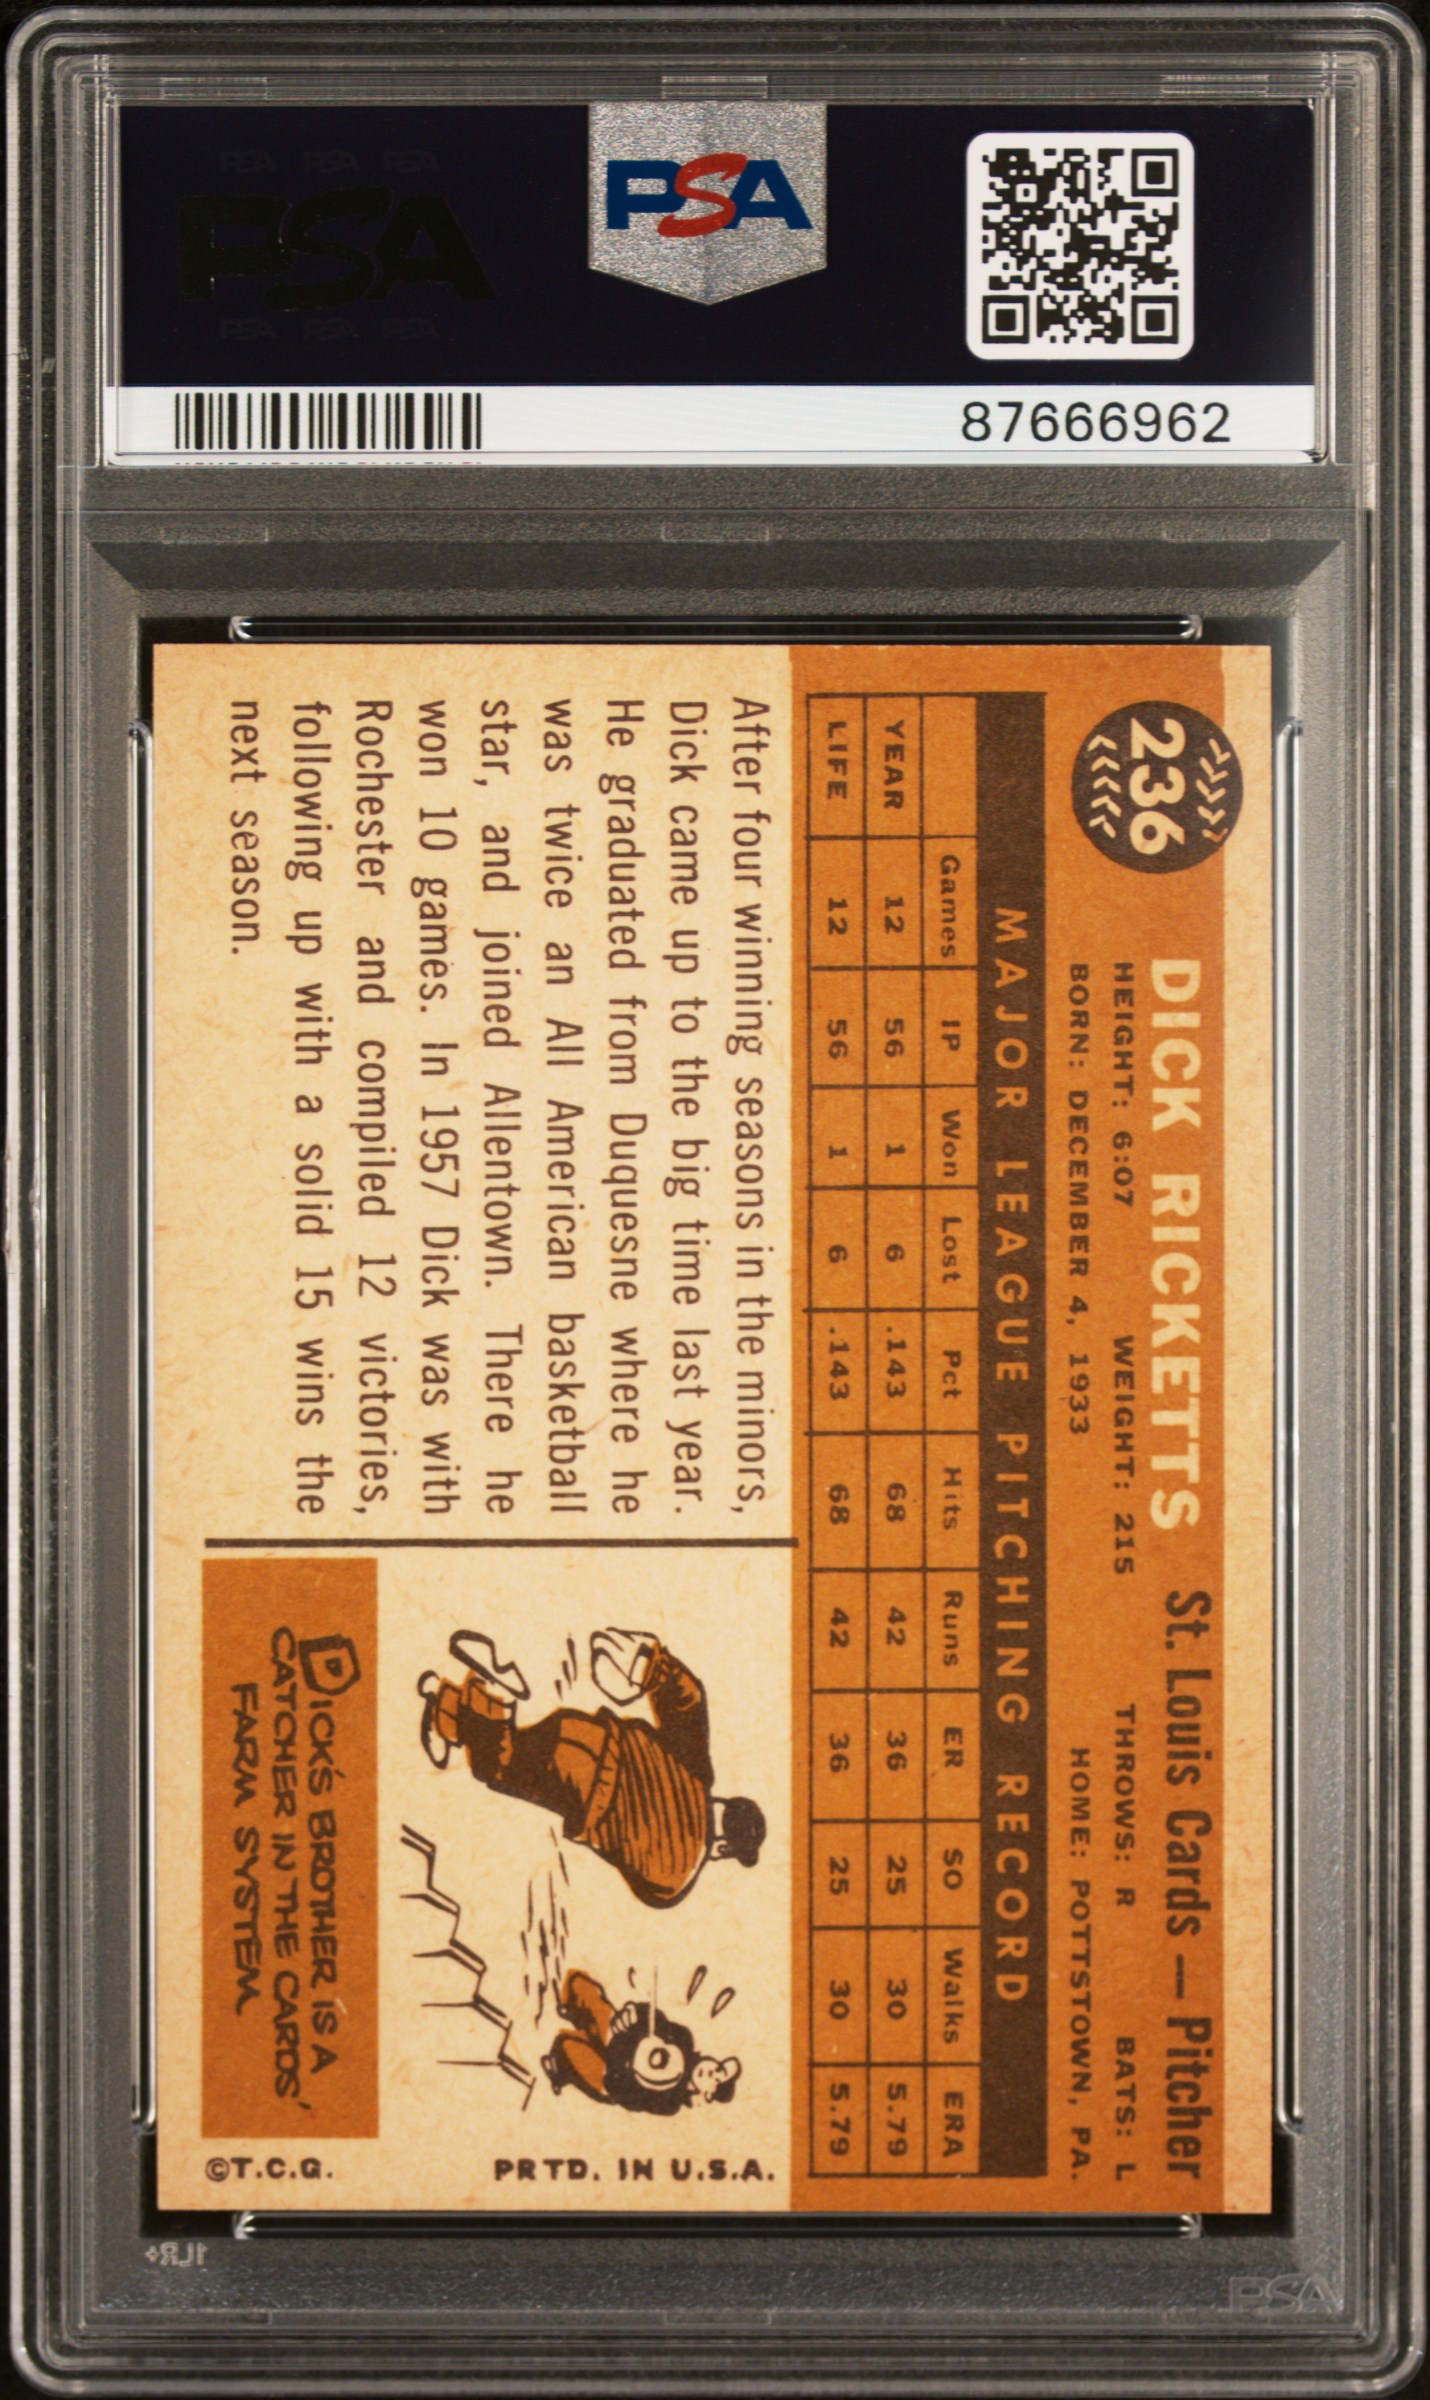 PSA PSA PSA
PSA
PSA PSA PSA
PSA
87666962
236
DICK RICKETTS St. Louis Cards — Pitcher
HEIGHT: 6:07 WEIGHT: 215 THROWS: R BATS: L
BORN: DECEMBER 4, 1933 HOME: POTTSTOWN, PA.
MAJOR LEAGUE PITCHING RECORD
Games IP Won Lost Pct Hits Runs ER SO Walks ERA
YEAR 12 56 1 6 .143 68 42 36 25 30 5.79
LIFE 12 56 1 6 .143 68 42 36 25 30 5.79
After four winning seasons in the minors,
Dick came up to the big time last year.
He graduated from Duquesne where he
was twice an All American basketball
star, and joined Allentown. There he
won 10 games. In 1957 Dick was with
Rochester and compiled 12 victories,
following up with a solid 15 wins the
next season.
DICK'S BROTHER IS A
CATCHER IN THE CARDS'
FARM SYSTEM
PRTD. IN U.S.A.
©T.C.G.
1LR+
PSA